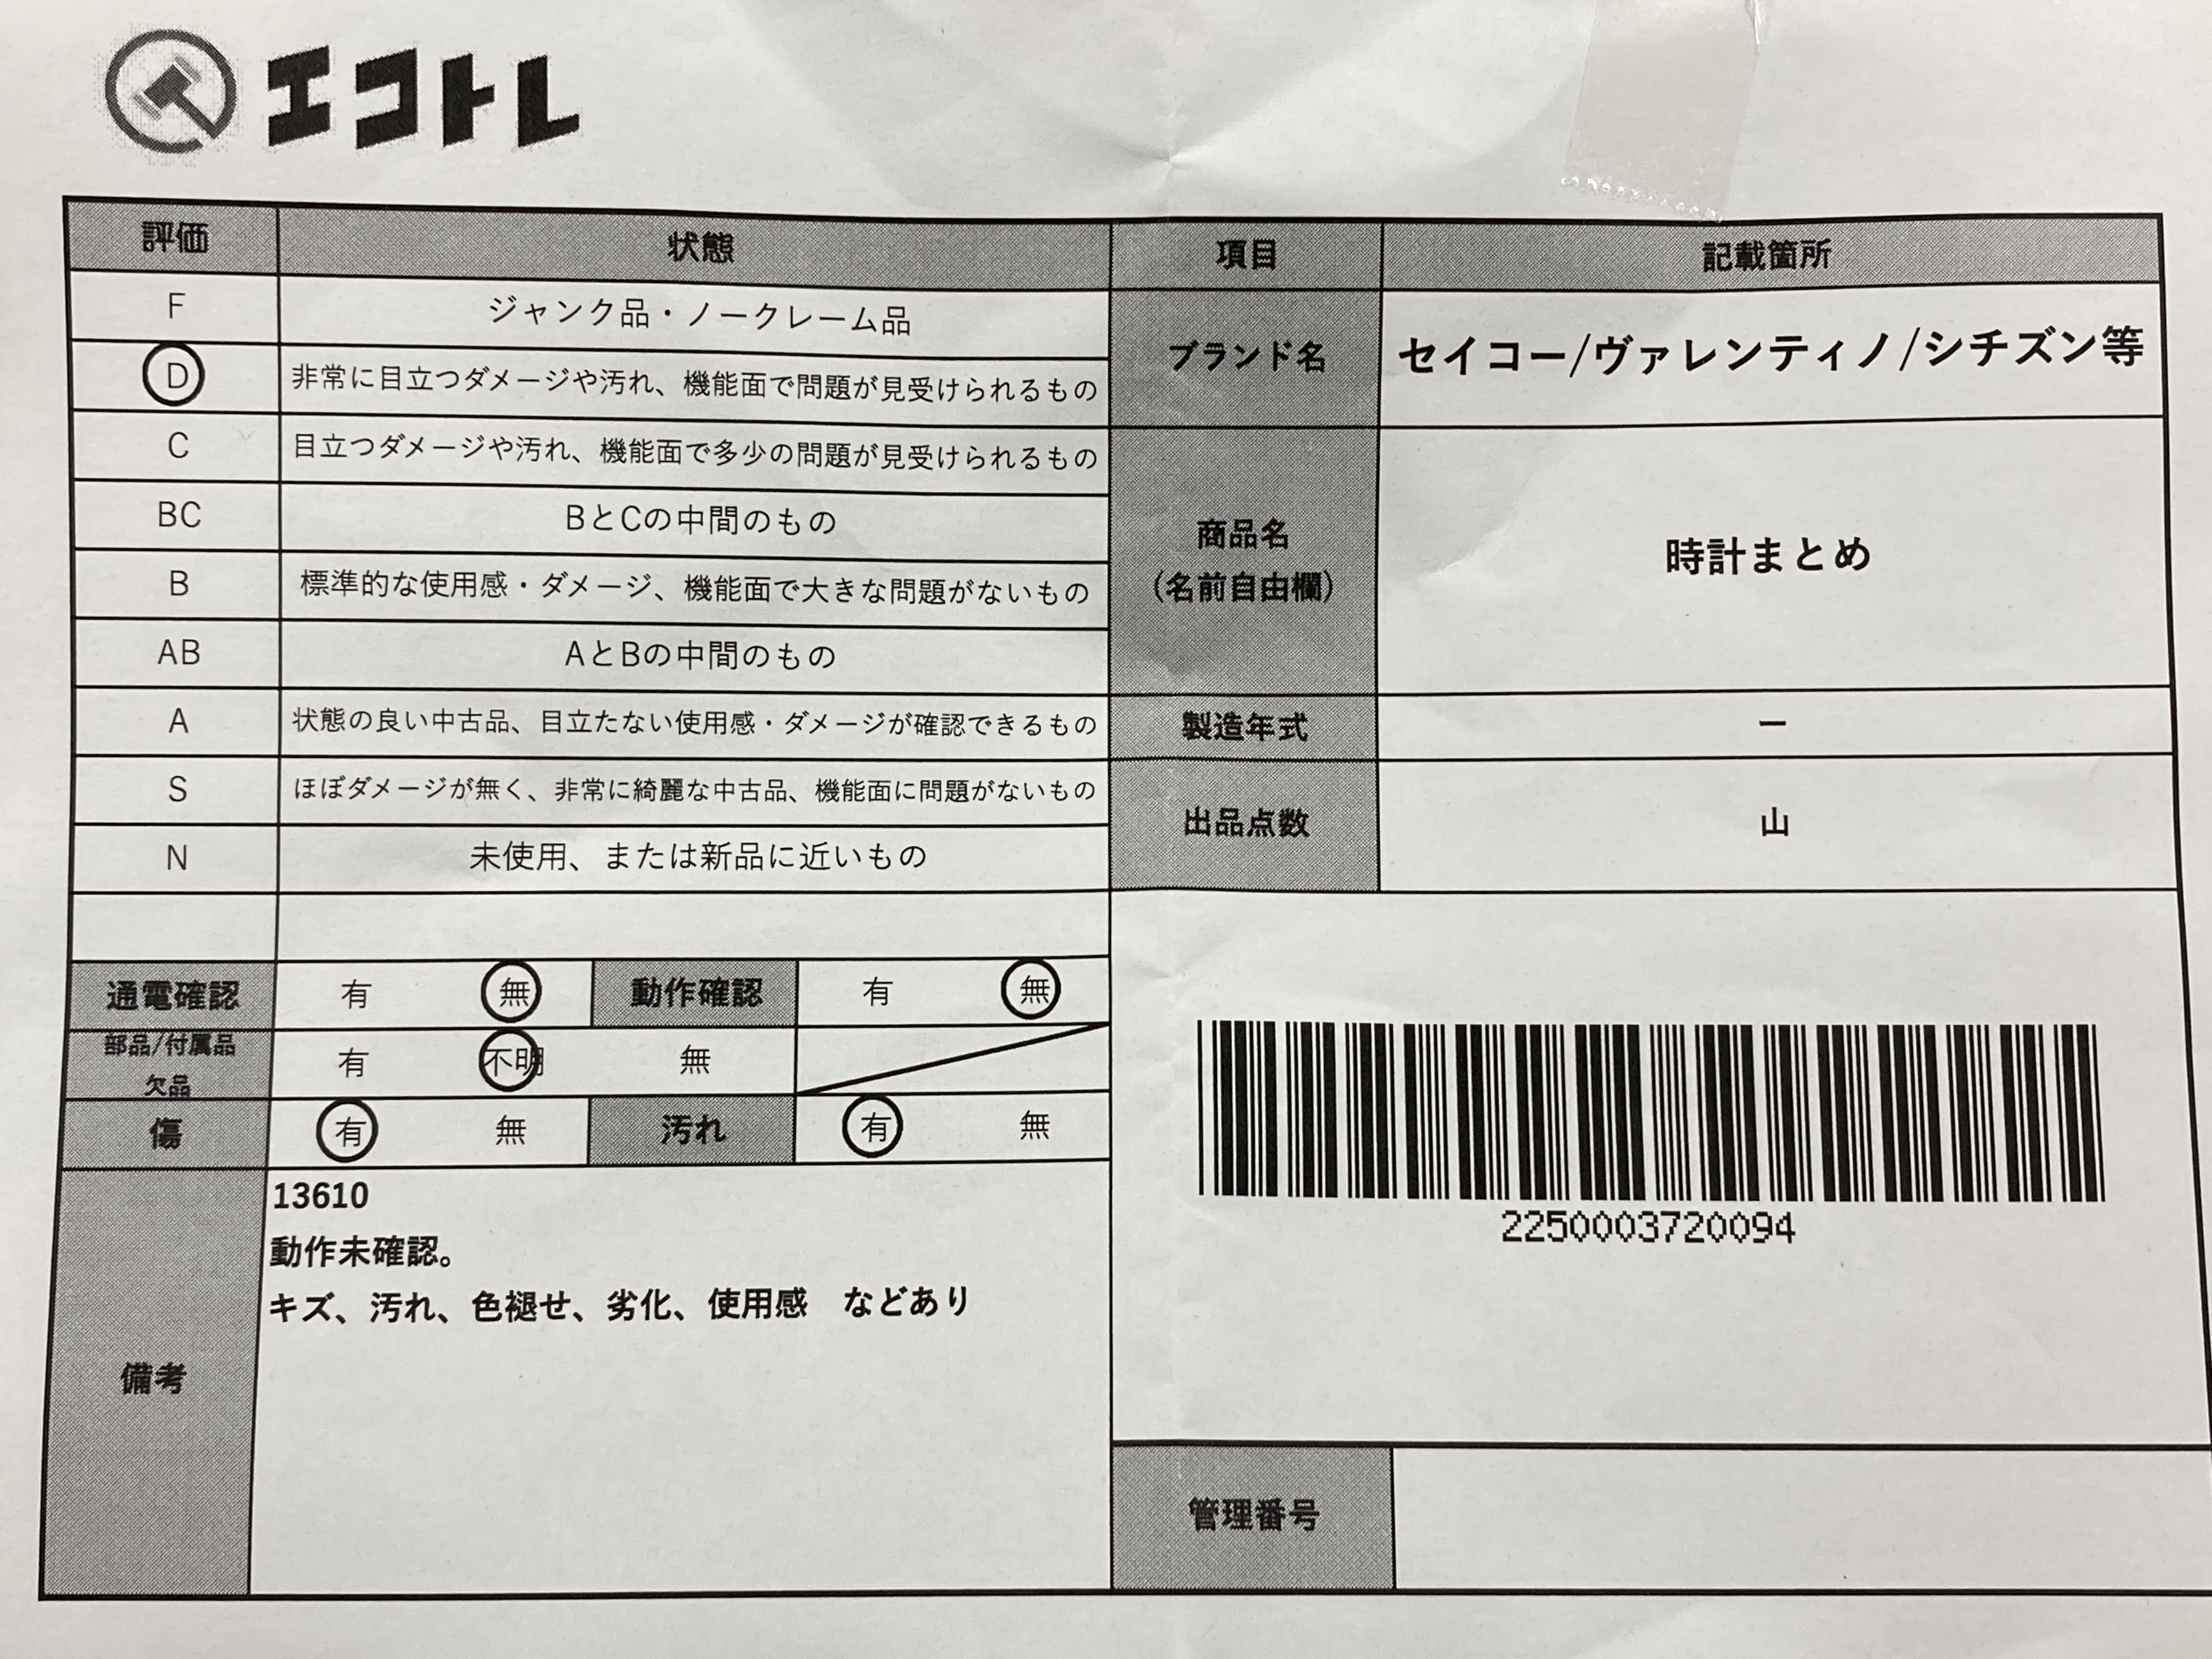 エコトレ
評価 状態
F ジャンク品・ノークレーム品
D 非常に目立つダメージや汚れ、機能面で問題が見受けられるもの
C 目立つダメージや汚れ、機能面で多少の問題が見受けられるもの
BC BとCの中間のもの
B 標準的な使用感・ダメージ、機能面で大きな問題がないもの
AB AとBの中間のもの
A 状態の良い中古品、目立たない使用感・ダメージが確認できるもの
S ほぼダメージが無く、非常に綺麗な中古品、機能面に問題がないもの
N 未使用、または新品に近いもの
通電確認 有 無 動作確認 有 無
部品/付属品
欠品
有 不明 無
傷 有 無 汚れ 有 無
備考
13610
動作未確認。
キズ、汚れ、色褪せ、劣化、使用感　などあり
項目 記載箇所
ブランド名 セイコー/ヴァレンティノ/シチズン等
商品名
(名前自由欄)
時計まとめ
製造年式 ー
出品点数 山
2250003720094
管理番号